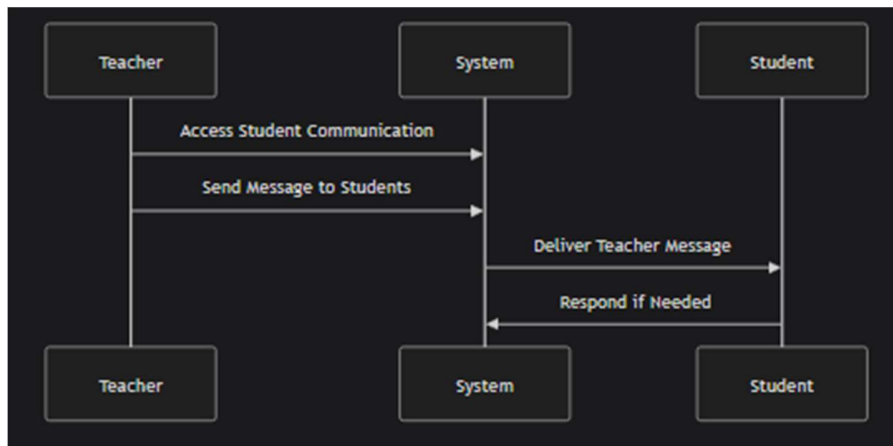 Teacher
System
Student
Access Student Communication
Send Message to Students
Deliver Teacher Message
Respond if Needed
Teacher
System
Student